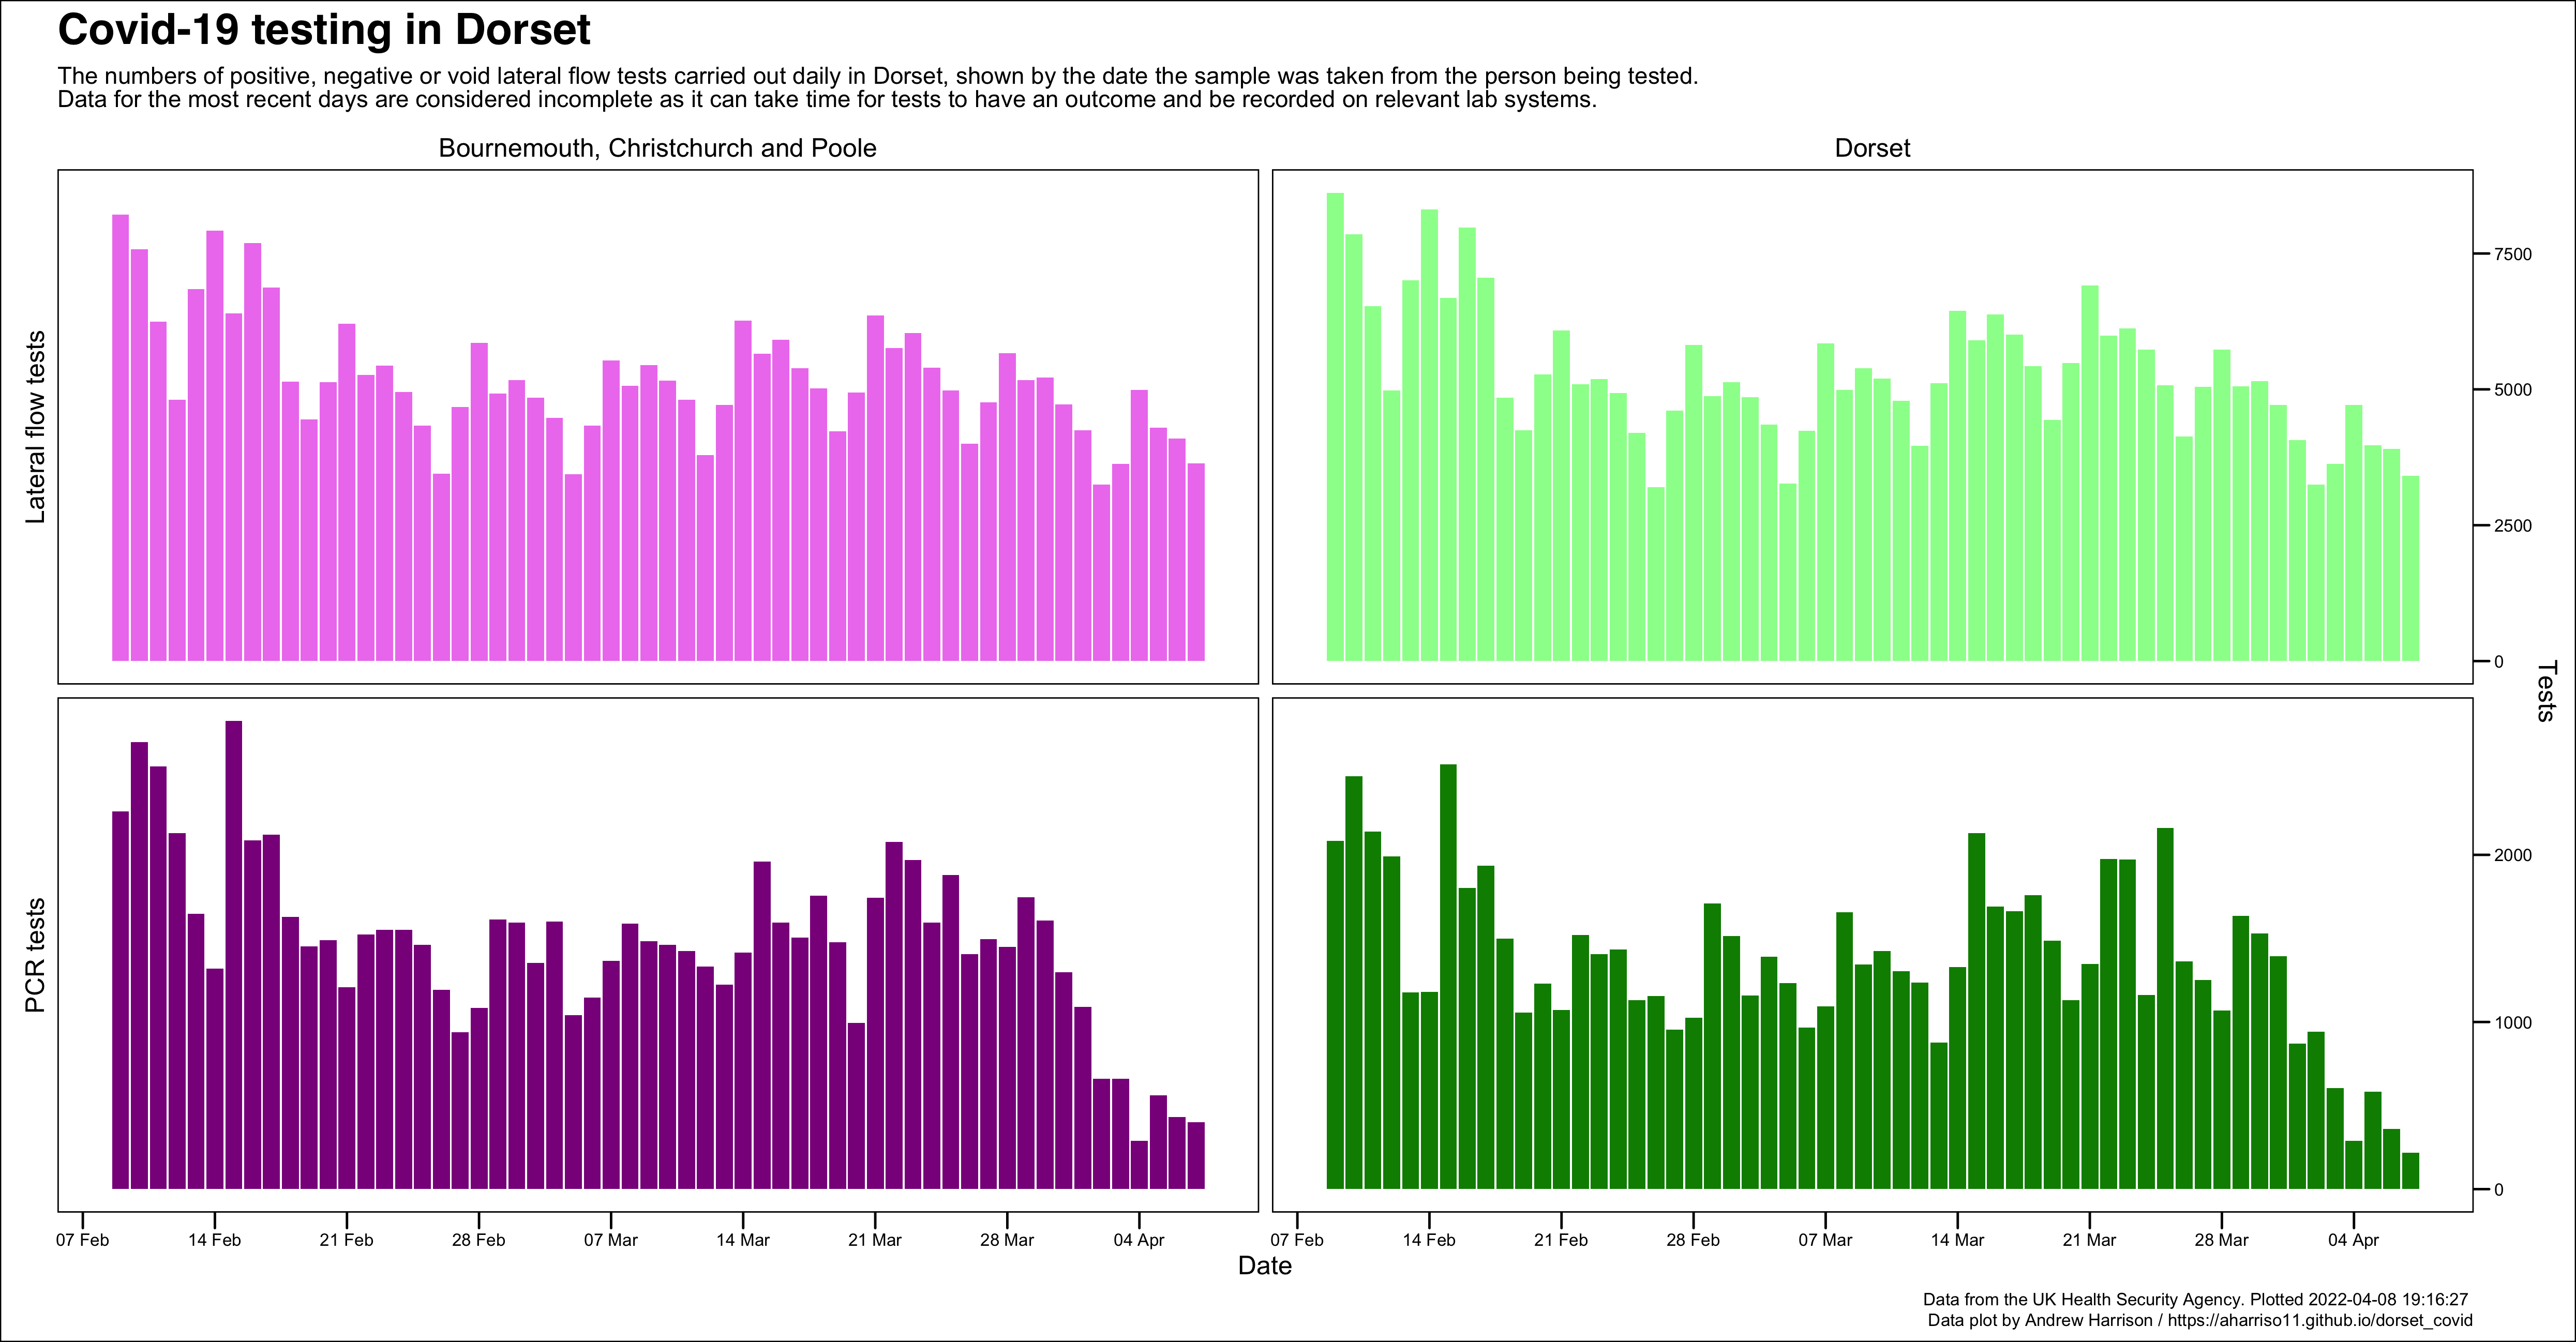 Covid-19 testing in Dorset
The numbers of positive, negative or void lateral flow tests carried out daily in Dorset, shown by the date the sample was taken from the person being tested.
Data for the most recent days are considered incomplete as it can take time for tests to have an outcome and be recorded on relevant lab systems.
Bournemouth, Christchurch and Poole
Dorset
Lateral flow tests
7500
5000
2500
0
Tests
PCR tests
2000
1000
0
07 Feb
14 Feb
21 Feb
28 Feb
07 Mar
14 Mar
21 Mar
28 Mar
04 Apr
07 Feb
14 Feb
21 Feb
28 Feb
07 Mar
14 Mar
21 Mar
28 Mar
04 Apr
Date
Data from the UK Health Security Agency. Plotted 2022-04-08 19:16:27
Data plot by Andrew Harrison / https://aharriso11.github.io/dorset_covid